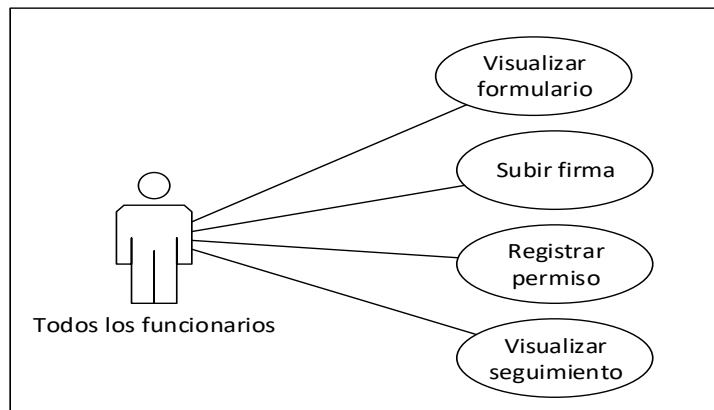 Visualizar
formulario
Subir firma
Registrar
permiso
Todos los funcionarios
Visualizar
seguimiento